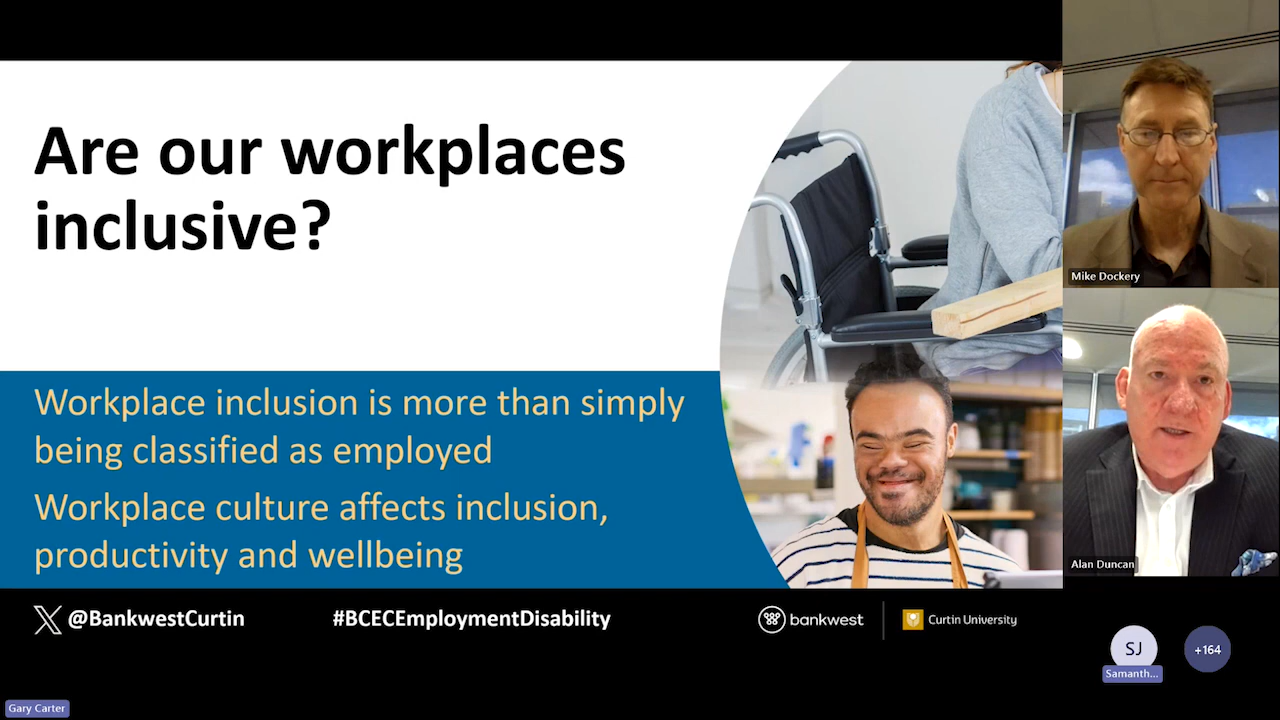 Are our workplaces
inclusive?
Workplace inclusion is more than simply
being classified as employed
Workplace culture affects inclusion,
productivity and wellbeing
@BankwestCurtin
#BCECEmploymentDisability
bankwest
Curtin University
Mike Dockery
Alan Duncan
SJ
Samanth...
+164
Gary Carter